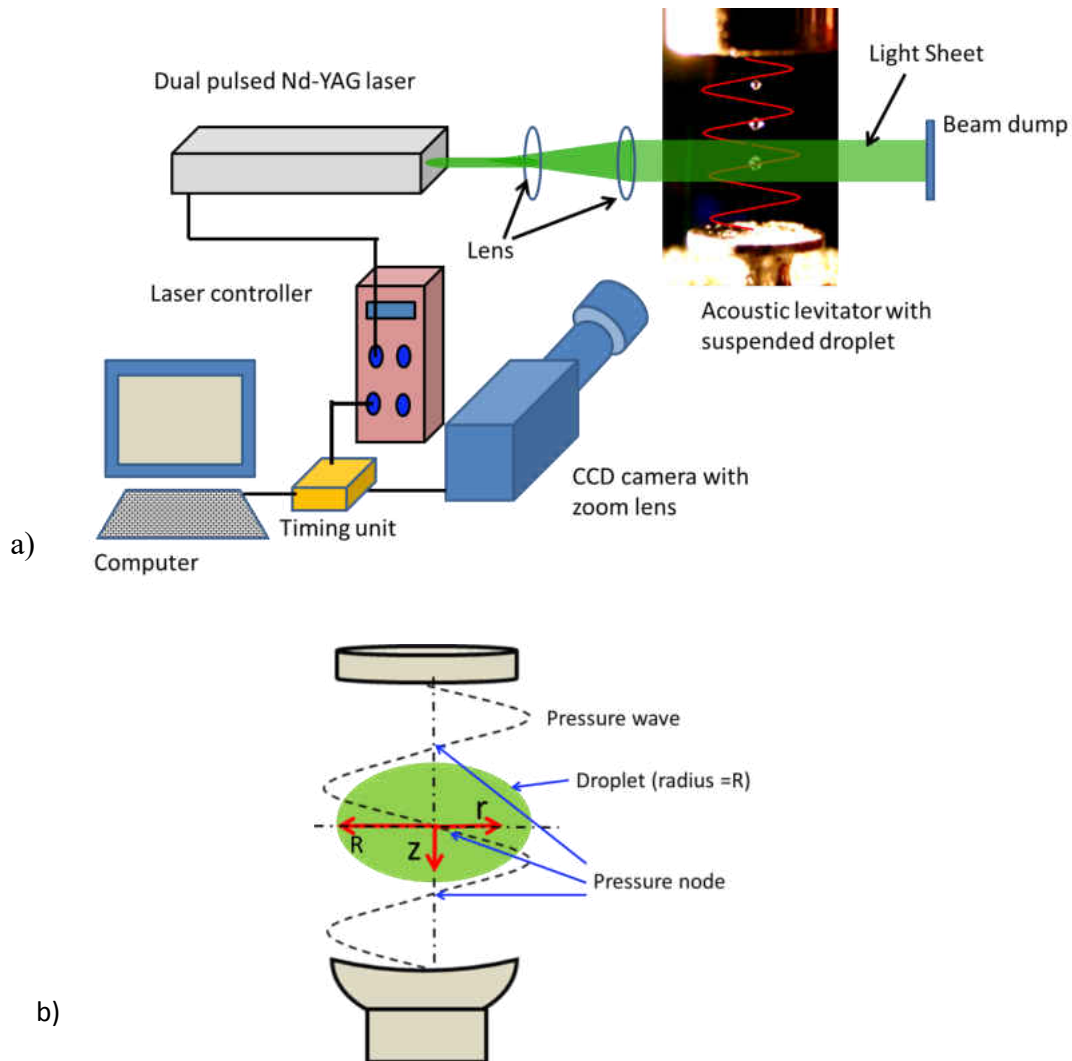 Dual pulsed Nd-YAG laser
Light Sheet
Beam dump
Lens
Laser controller
Acoustic levitator with
suspended droplet
CCD camera with
zoom lens
Timing unit
a)
Computer
Pressure wave
Droplet (radius =R)
r
R
z
Pressure node
b)